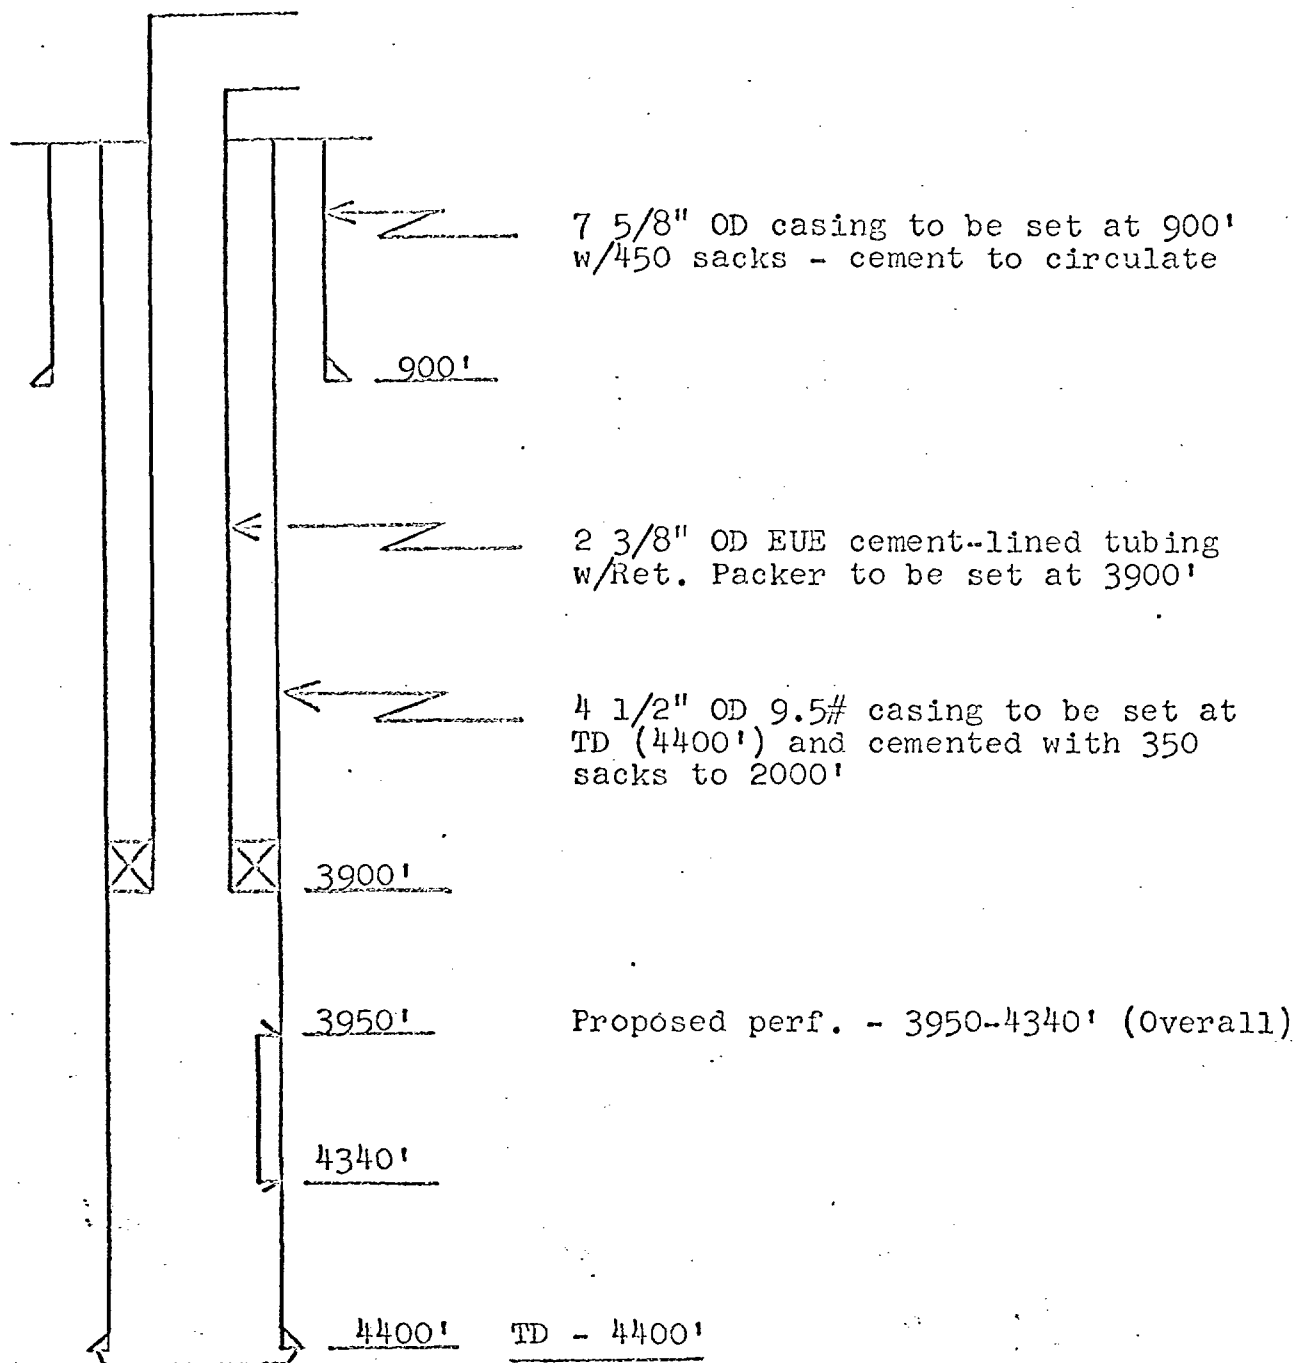 7 5/8" OD casing to be set at 900'
w/450 sacks - cement to circulate
900'
2 3/8" OD EUE cement-lined tubing
w/Ret. Packer to be set at 3900'
4 1/2" OD 9.5# casing to be set at
TD (4400') and cemented with 350
sacks to 2000'
3900'
3950'
Proposed perf. - 3950-4340' (Overall)
4340'
4400'
TD - 4400'